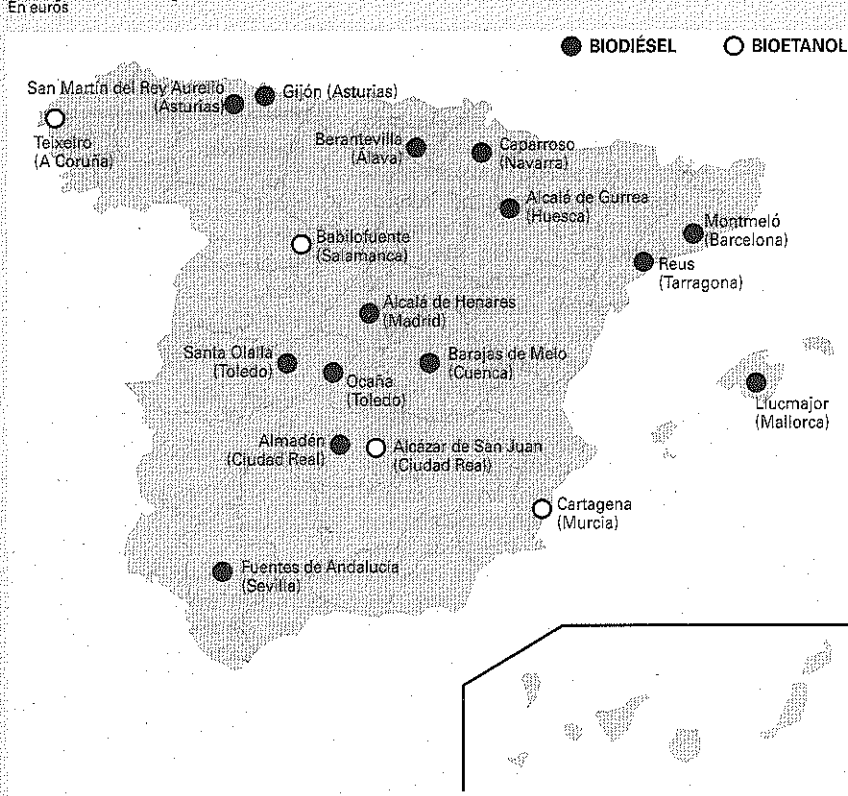 En euros
BIODIÉSEL
BIOETANOL
San Martín del Rey Aurelio
(Asturias)
Gijón (Asturias)
Teixeiro
(A Coruña)
Berantevilla
(Álava)
Caparroso
(Navarra)
Alcalá de Gurrea
(Huesca)
Montmeló
(Barcelona)
Reus
(Tarragona)
Babilofuente
(Salamanca)
Alcalá de Henares
(Madrid)
Santa Olalla
(Toledo)
Ocaña
(Toledo)
Barajas de Melo
(Cuenca)
Llucmajor
(Mallorca)
Almadén
(Ciudad Real)
Alcázar de San Juan
(Ciudad Real)
Cartagena
(Murcia)
Fuentes de Andalucía
(Sevilla)